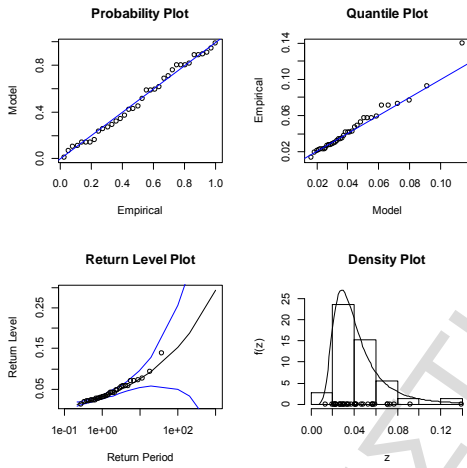 Probability Plot
Model
0.0 0.4 0.8
0.0 0.2 0.4 0.6 0.8 1.0
Empirical
Quantile Plot
Empirical
0.02 0.06 0.10 0.14
0.02 0.04 0.06 0.08 0.10
Model
Return Level Plot
Return Level
0.05 0.15 0.25
1e-01 1e+00 1e+02
Return Period
Density Plot
f(z)
0 5 10 15 20 25
0.00 0.04 0.08 0.12
z